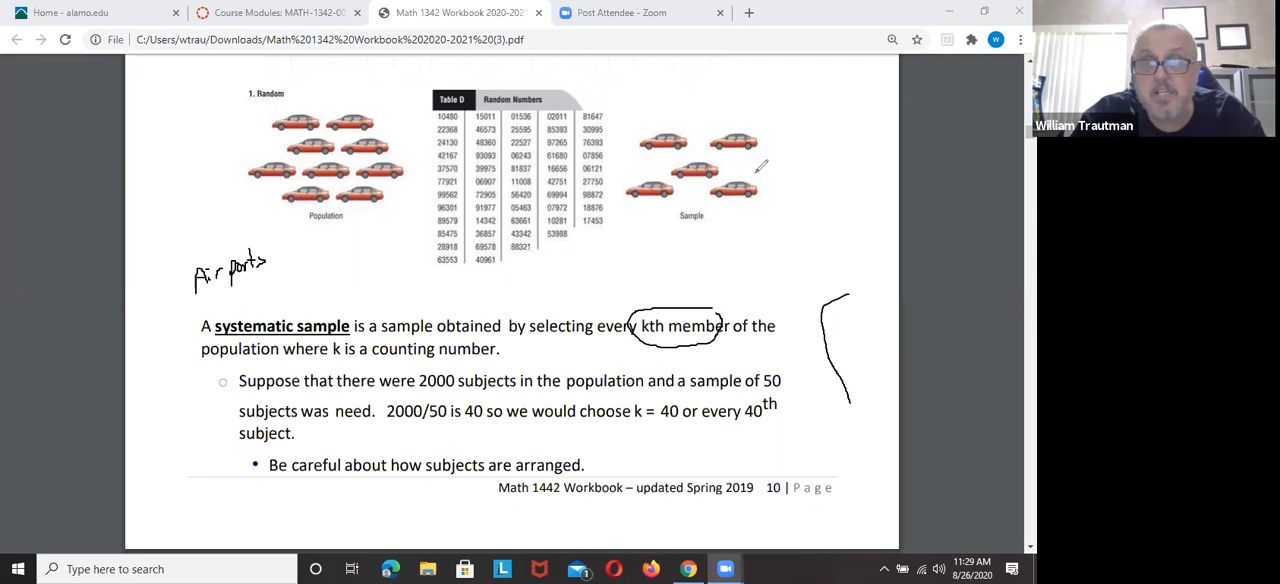 Home - alamo.edu
Course Modules: MATH-1342-00
Math 1342 Workbook 2020-202
Post Attendee - Zoom
File
C:/Users/wtrau/Downloads/Math%201342%20Workbook%202020-2021%20(3).pdf
W
William Trautman
1. Random
Population
Table D Random Numbers
10480 15011 01536 02011 81647
22368 46573 25595 85393 30995
24130 48360 22527 97265 76393
42167 93093 06243 61680 07856
37570 39975 81837 16656 06121
77921 06907 11008 42751 27750
99562 72905 56420 69994 98872
96301 91977 05463 07972 18876
89579 14342 63661 10281 17453
85475 36857 43342 53988
28918 69578 88321
63553 40961
Sample
Airports
A systematic sample is a sample obtained by selecting every kth member of the
population where k is a counting number.
Suppose that there were 2000 subjects in the population and a sample of 50
subjects was need. 2000/50 is 40 so we would choose k = 40 or every 40th
subject.
Be careful about how subjects are arranged.
Math 1442 Workbook – updated Spring 2019 10 | Page
Type here to search
L
1
11:29 AM
8/26/2020